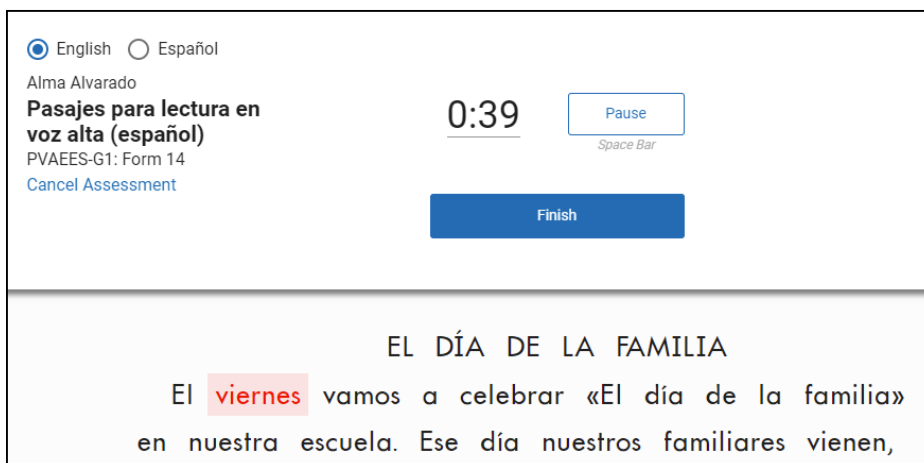 English Español
Alma Alvarado
Pasajes para lectura en
voz alta (español)
PVAEES-G1: Form 14
Cancel Assessment
0:39
Pause
Space Bar
Finish
EL DÍA DE LA FAMILIA
El viernes vamos a celebrar «El día de la familia»
en nuestra escuela. Ese día nuestros familiares vienen,